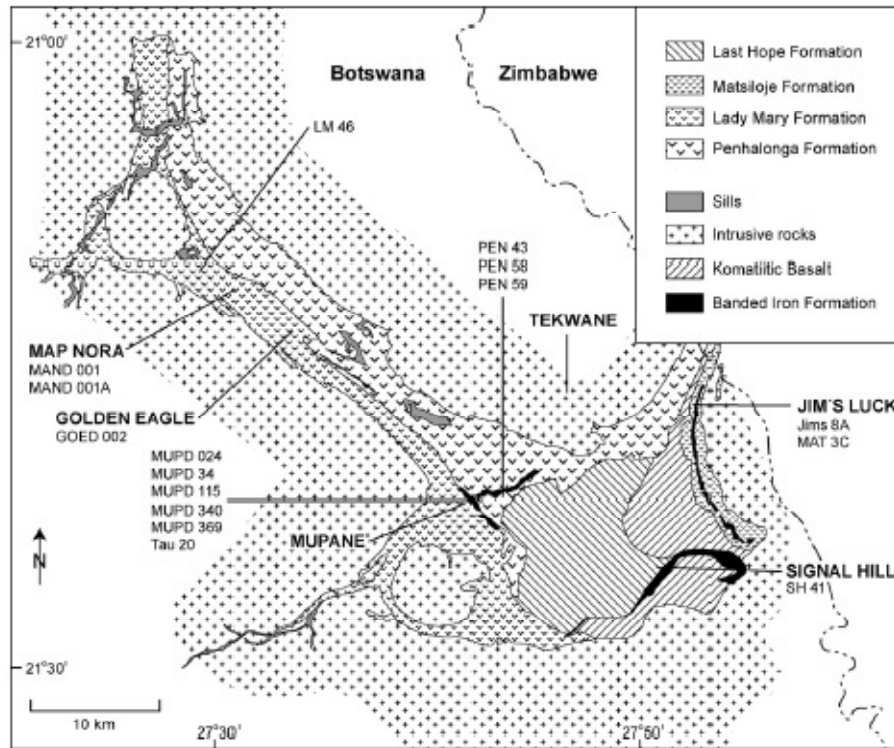 21°00'
Botswana
Zimbabwe
Last Hope Formation
Matsiloje Formation
Lady Mary Formation
Penhalonga Formation
Sills
Intrusive rocks
Komatiitic Basalt
Banded Iron Formation
LM 46
PEN 43
PEN 58
PEN 59
TEKWANE
MAP NORA
MAND 001
MAND 001A
GOLDEN EAGLE
GOED 002
JIM'S LUCK
Jims 8A
MAT 3C
MUPD 024
MUPD 34
MUPD 115
MUPD 340
MUPD 369
Tau 20
MUPANE
N
SIGNAL HILL
SH 41
21°30'
10 km
27°30'
27°50'